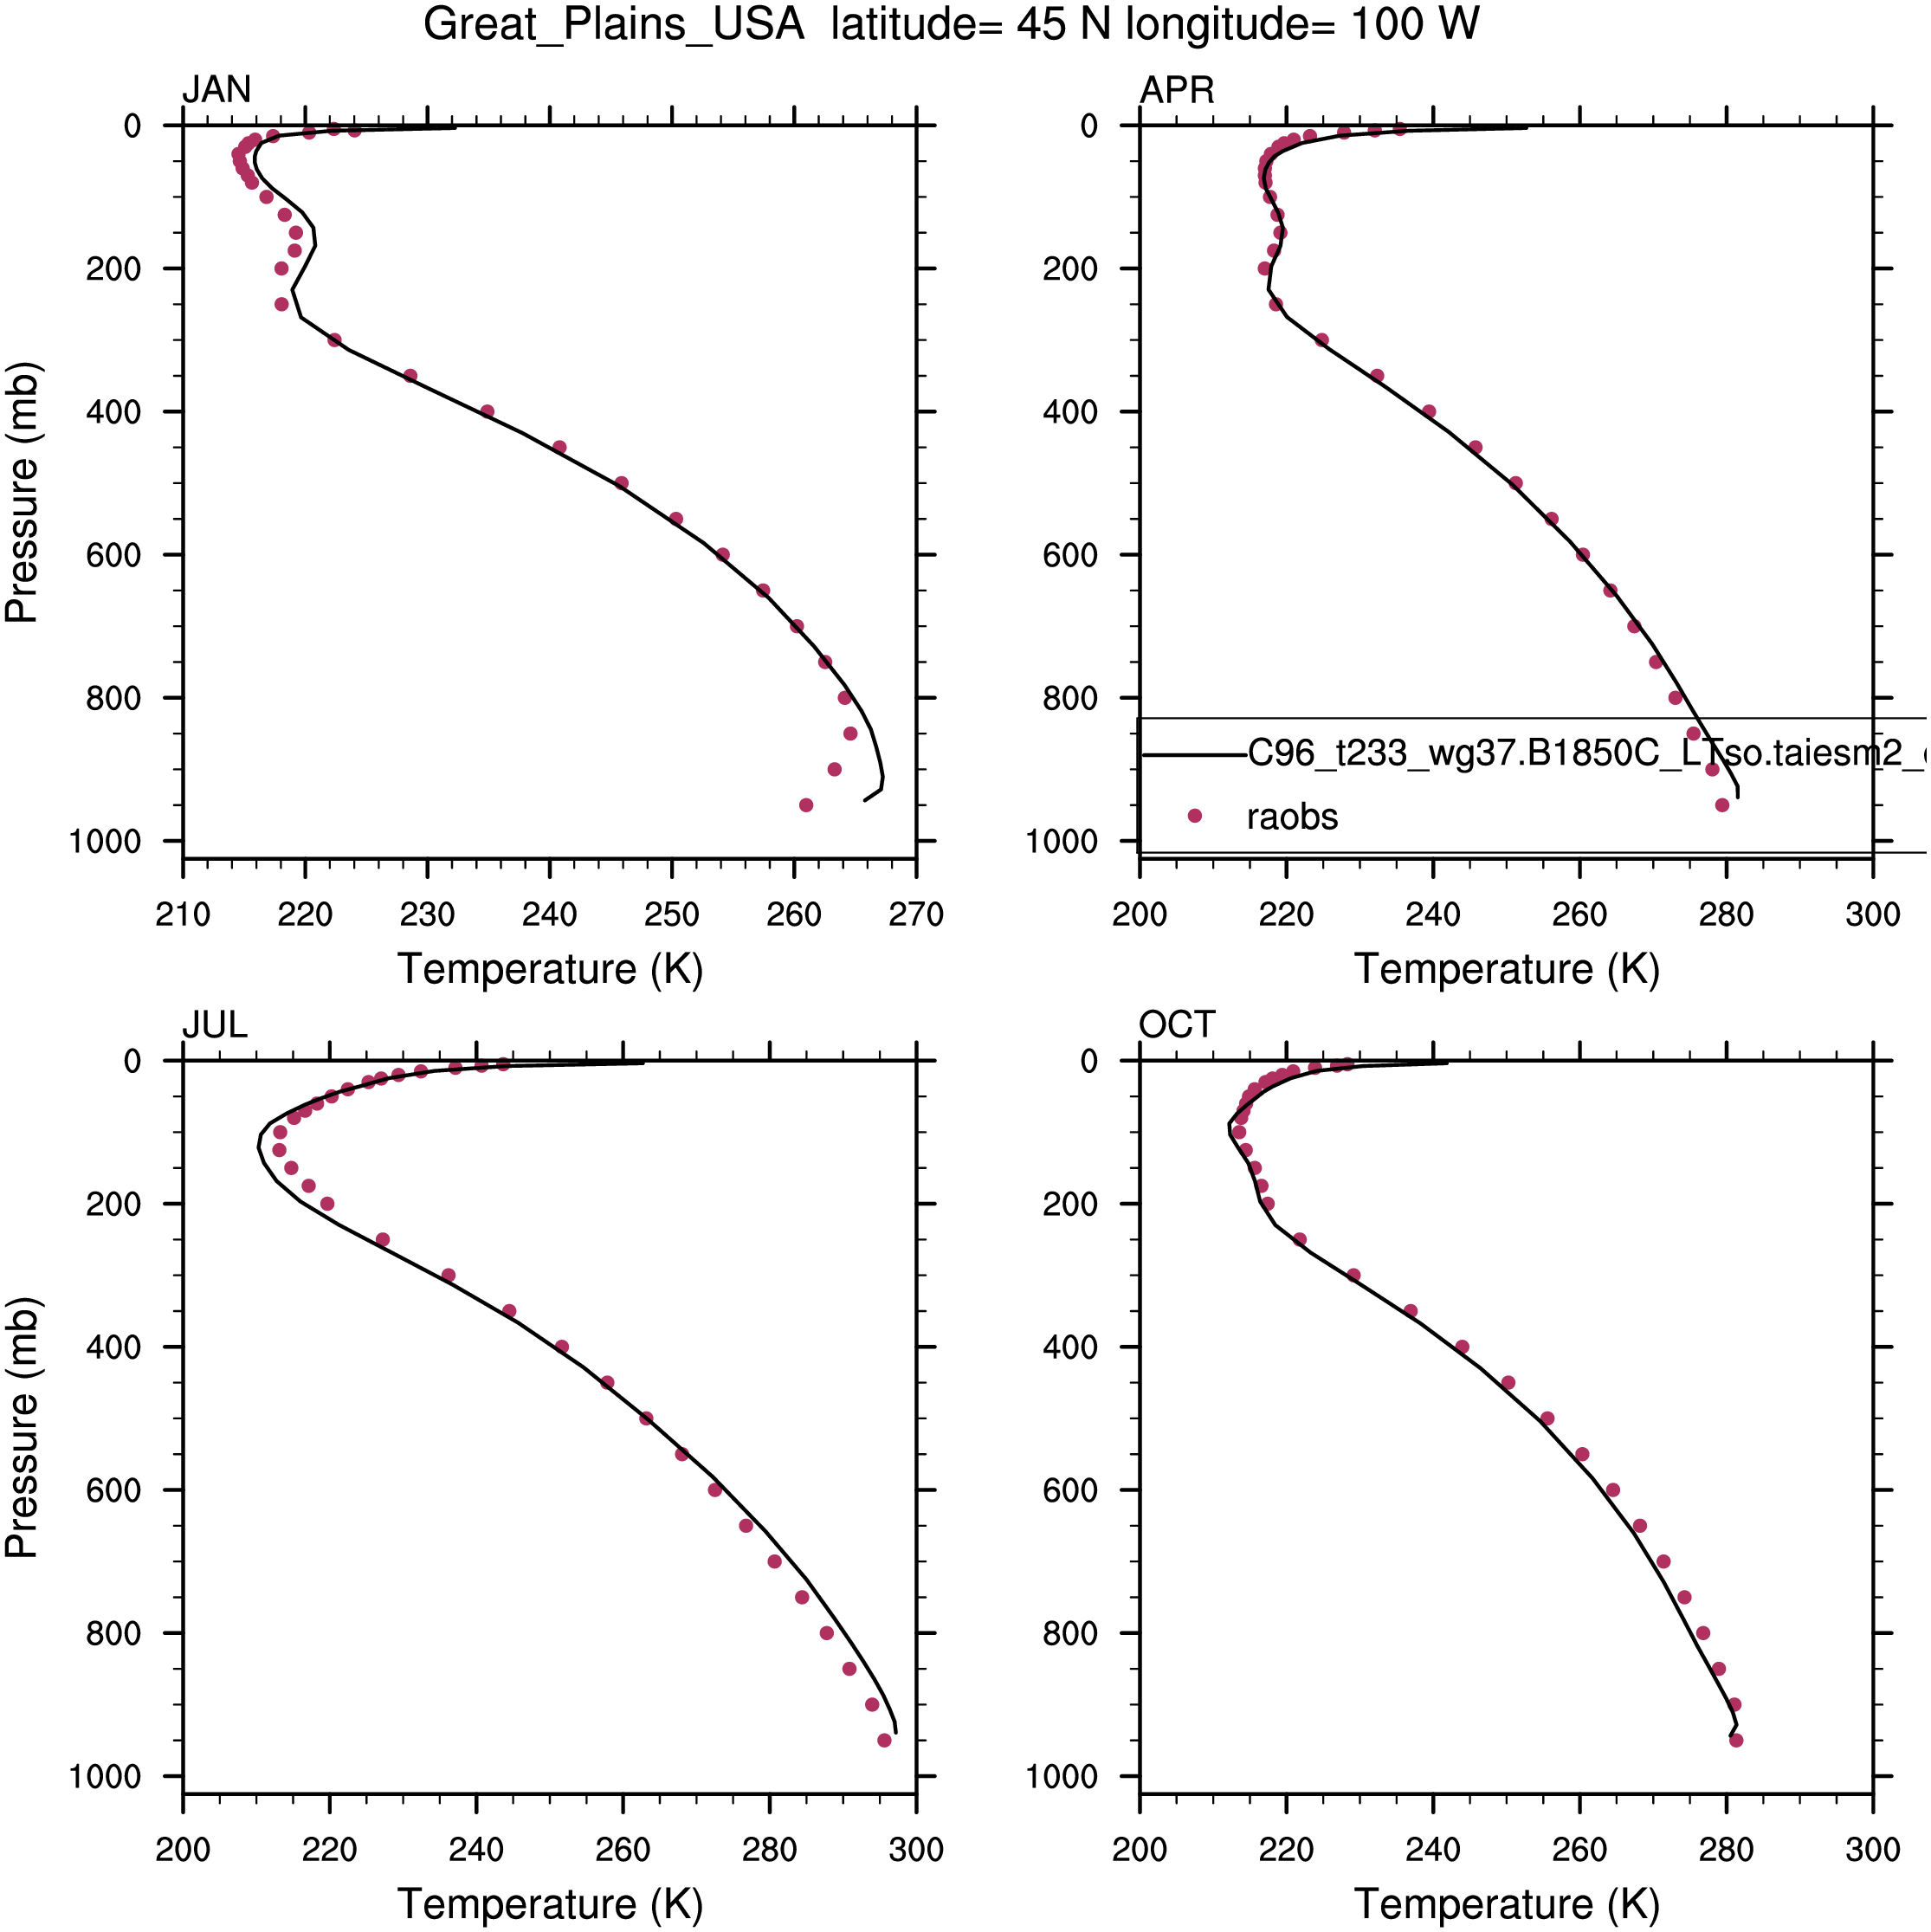 Great_Plains_USA latitude= 45 N longitude= 100 W
JAN
0
200
400
600
800
1000
Pressure (mb)
210 220 230 240 250 260 270
Temperature (K)
APR
0
200
400
600
800
1000
C96_t233_wg37.B1850C_LTso.taiesm2_
raobs
200 220 240 260 280 300
Temperature (K)
JUL
0
200
400
600
800
1000
Pressure (mb)
200 220 240 260 280 300
Temperature (K)
OCT
0
200
400
600
800
1000
200 220 240 260 280 300
Temperature (K)